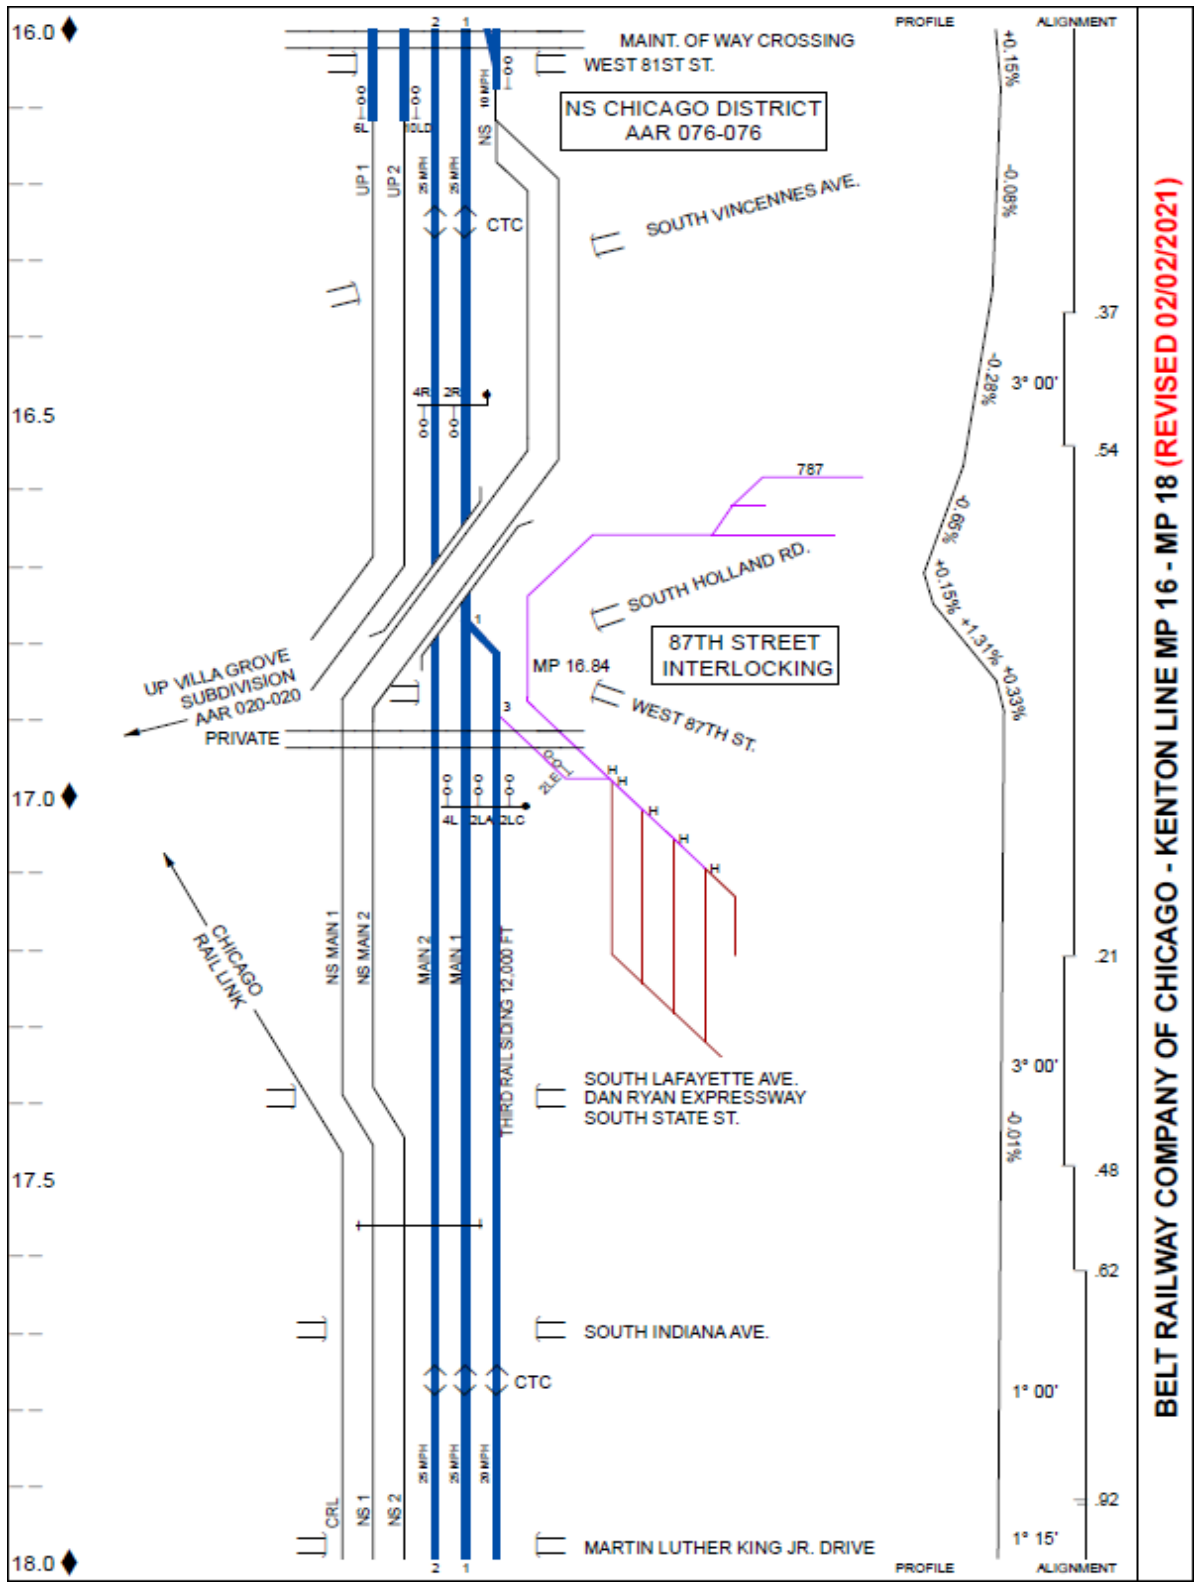 PROFILE ALIGNMENT
16.0
2 1
MAINT. OF WAY CROSSING
WEST 81ST ST.
+0.15%
10 MPH
NS CHICAGO DISTRICT
AAR 076-076
6L
10LD
NS
UP 1
UP 2
25 MPH
25 MPH
-0.08%
SOUTH VINCENNES AVE.
CTC
.37
-0.28%
3° 00'
4R 2R
16.5
.54
787
-0.65%
SOUTH HOLLAND RD.
+0.15%
1
+1.31%
87TH STREET
INTERLOCKING
MP 16.84
+0.33%
UP VILLA GROVE
SUBDIVISION
AAR 020-020
3
WEST 87TH ST.
PRIVATE
2LE
H
H
17.0
H
4L 2LA 2LC
H
H
CHICAGO
RAIL LINK
NS MAIN 1
NS MAIN 2
MAIN 2
MAIN 1
THIRD RAIL SIDING 12,000 FT
.21
3° 00'
SOUTH LAFAYETTE AVE.
DAN RYAN EXPRESSWAY
SOUTH STATE ST.
-0.01%
.48
17.5
.62
SOUTH INDIANA AVE.
CTC
1° 00'
25 MPH
25 MPH
20 MPH
CRL
NS 1
NS 2
.92
1° 15'
MARTIN LUTHER KING JR. DRIVE
18.0
2 1
PROFILE ALIGNMENT
BELT RAILWAY COMPANY OF CHICAGO - KENTON LINE MP 16 - MP 18 (REVISED 02/02/2021)